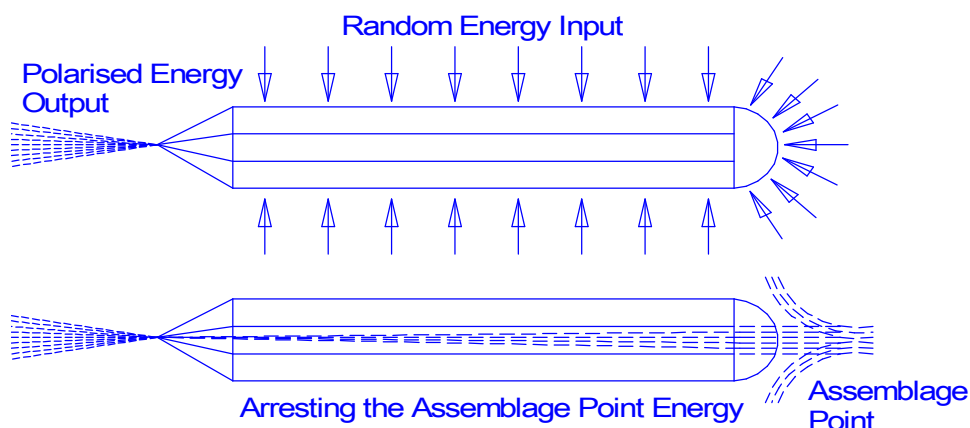 Random Energy Input
Polarised Energy
Output
Arresting the Assemblage Point Energy
Assemblage
Point